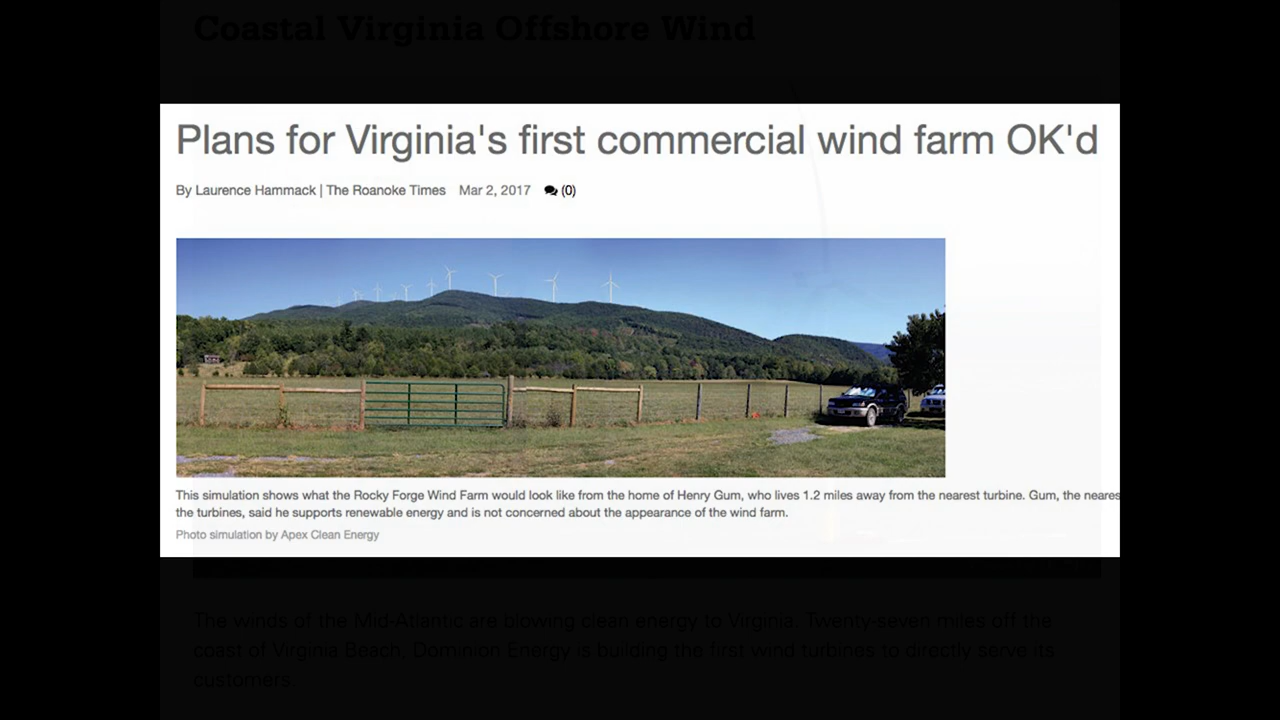 Coastal Virginia Offshore Wind
Plans for Virginia's first commercial wind farm OK'd
By Laurence Hammack | The Roanoke Times Mar 2, 2017 (0)
This simulation shows what the Rocky Forge Wind Farm would look like from the home of Henry Gum, who lives 1.2 miles away from the nearest turbine. Gum, the neares
the turbines, said he supports renewable energy and is not concerned about the appearance of the wind farm.
Photo simulation by Apex Clean Energy
The winds of the Mid-Atlantic are blowing clean energy to Virginia. Twenty-seven miles off the
coast of Virginia Beach, Dominion Energy is building the first wind turbines to directly serve its
customers.